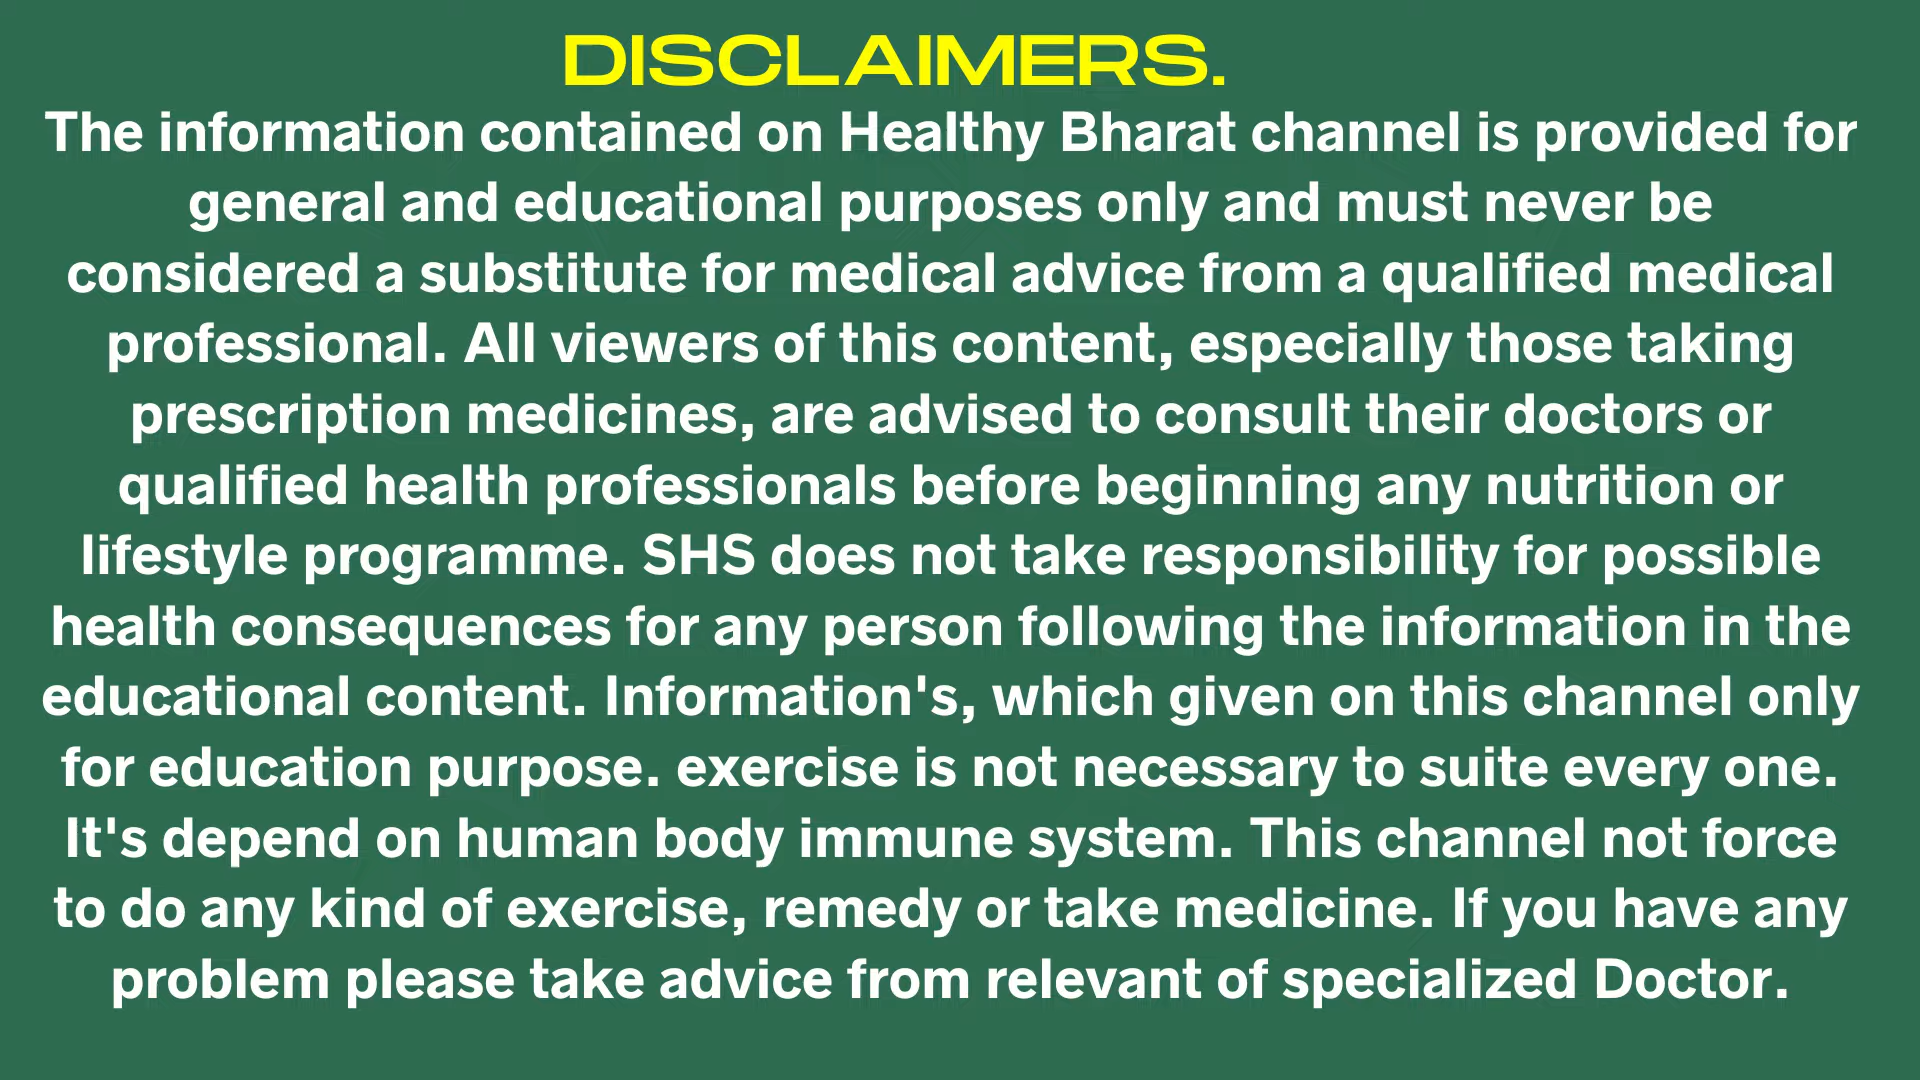 DISCLAIMERS.
The information contained on Healthy Bharat channel is provided for
general and educational purposes only and must never be
considered a substitute for medical advice from a qualified medical
professional. All viewers of this content, especially those taking
prescription medicines, are advised to consult their doctors or
qualified health professionals before beginning any nutrition or
lifestyle programme. SHS does not take responsibility for possible
health consequences for any person following the information in the
educational content. Information's, which given on this channel only
for education purpose. exercise is not necessary to suite every one.
It's depend on human body immune system. This channel not force
to do any kind of exercise, remedy or take medicine. If you have any
problem please take advice from relevant of specialized Doctor.